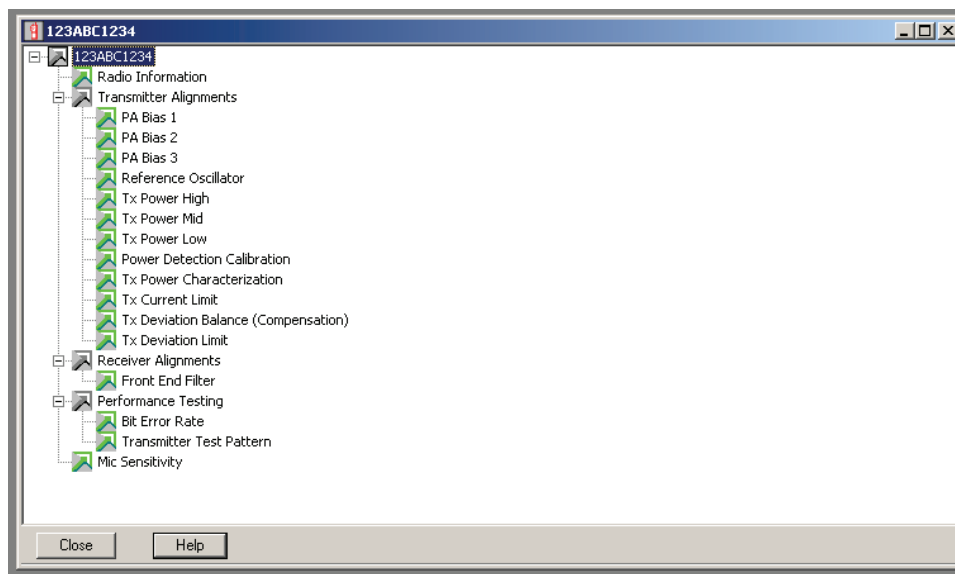 123ABC1234
123ABC1234
Radio Information
Transmitter Alignments
PA Bias 1
PA Bias 2
PA Bias 3
Reference Oscillator
Tx Power High
Tx Power Mid
Tx Power Low
Power Detection Calibration
Tx Power Characterization
Tx Current Limit
Tx Deviation Balance (Compensation)
Tx Deviation Limit
Receiver Alignments
Front End Filter
Performance Testing
Bit Error Rate
Transmitter Test Pattern
Mic Sensitivity
Close Help